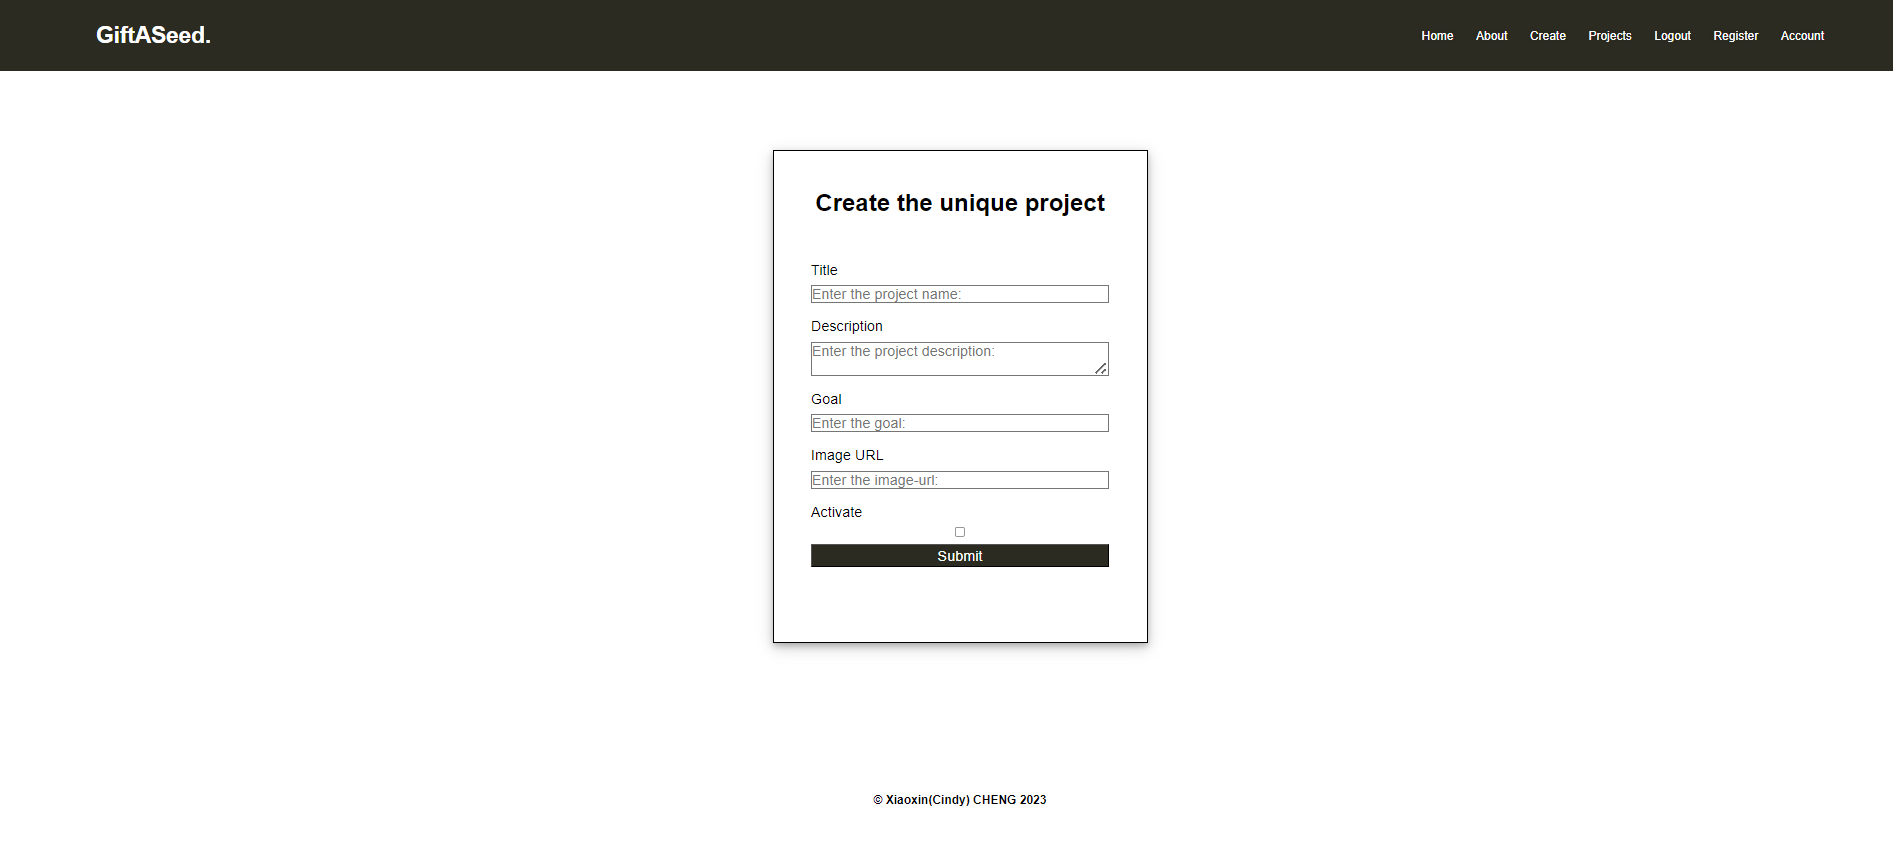 GiftASeed.
Home About Create Projects Logout Register Account
Create the unique project
Title
Enter the project name:
Description
Enter the project description:
Goal
Enter the goal:
Image URL
Enter the image-url:
Activate
Submit
© Xiaoxin(Cindy) CHENG 2023